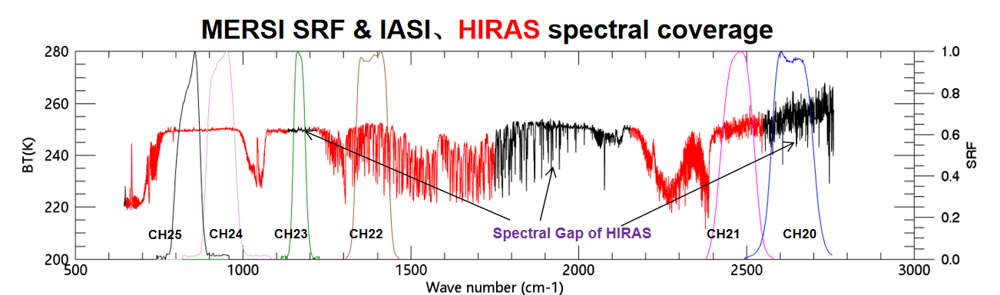 MERSI SRF & IASI、HIRAS spectral coverage
280
260
240
220
200
BT(K)
1.0
0.8
0.6
0.4
0.2
0.0
SRF
CH25
CH24
CH23
CH22
Spectral Gap of HIRAS
CH21
CH20
500
1000
1500
2000
2500
3000
Wave number (cm-1)